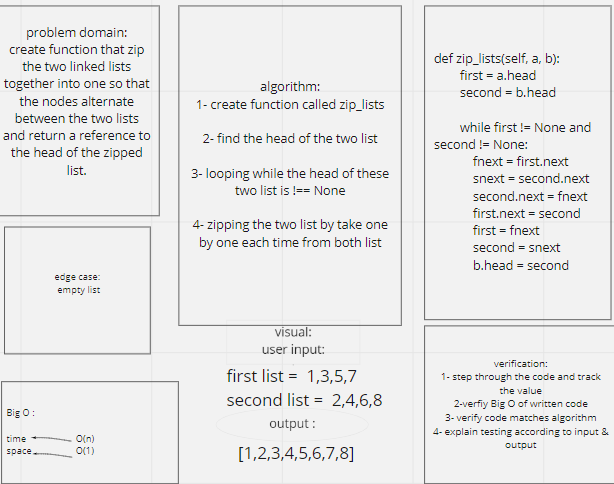 problem domain:
create function that zip
the two linked lists
together into one so that
the nodes alternate
between the two lists
and return a reference to
the head of the zipped
list.
algorithm:
1- create function called zip_lists
2- find the head of the two list
3- looping while the head of these
two list is !== None
4- zipping the two list by take one
by one each time from both list
def zip_lists(self, a, b):
first = a.head
second = b.head
while first != None and
second != None:
fnext = first.next
snext = second.next
second.next = fnext
first.next = second
first = fnext
second = snext
b.head = second
edge case:
empty list
visual:
user input:
first list = 1,3,5,7
second list = 2,4,6,8
output :
[1,2,3,4,5,6,7,8]
Big O :
time O(n)
space O(1)
verification:
1- step through the code and track
the value
2-verfiy Big O of written code
3- verify code matches algorithm
4- explain testing according to input &
output